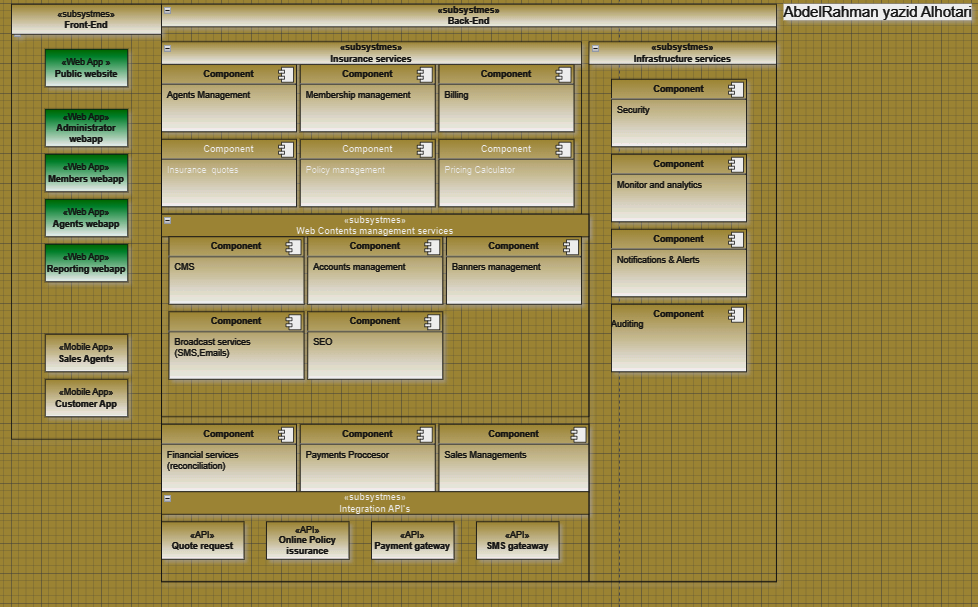 «subsystmes»
Front-End
«Web App »
Public website
«Web App»
Administrator
webapp
«Web App»
Members webapp
«Web App»
Agents webapp
«Web App»
Reporting webapp
«Mobile App»
Sales Agents
«Mobile App»
Customer App
«subsystmes»
Back-End
«subsystmes»
Insurance services
Component
Agents Management
Component
Membership management
Component
Billing
Component
Insurance quotes
Component
Policy management
Component
Pricing Calculator
«subsystmes»
Web Contents management services
Component
CMS
Component
Accounts management
Component
Banners management
Component
Broadcast services
(SMS,Emails)
Component
SEO
Component
Financial services
(reconciliation)
Component
Payments Proccesor
Component
Sales Managements
«subsystmes»
Integration API's
«API»
Quote request
«API»
Online Policy
issurance
«API»
Payment gateway
«API»
SMS gateaway
«subsystmes»
Infrastructure services
Component
Security
Component
Monitor and analytics
Component
Notifications & Alerts
Component
Auditing
AbdelRahman yazid Alhotari